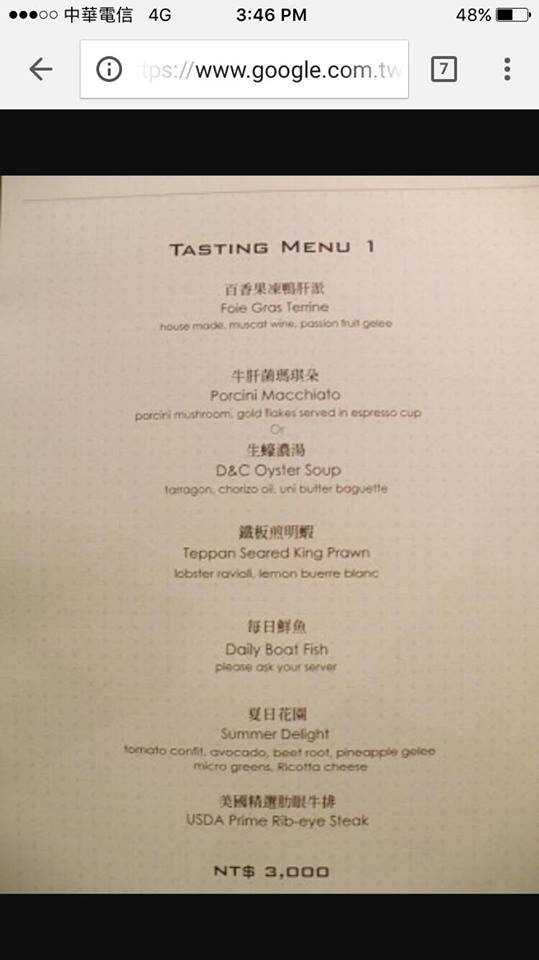 中華電信 4G 3:46 PM 48%
tps://www.google.com.tw
7
TASTING MENU 1
百香果凍鴨肝派
Foie Gras Terrine
house made, muscat wine, passion fruit gelee
牛肝菌瑪琪朵
Porcini Macchiato
porcini mushroom, gold flakes served in espresso cup
Or
生蠔濃湯
D&C Oyster Soup
tarragon, chorizo oil, uni butter baguette
鐵板煎明蝦
Teppan Seared King Prawn
lobster ravioli, lemon buerre blanc
每日鮮魚
Daily Boat Fish
please ask your server
夏日花園
Summer Delight
tomato confit, avocado, beet root, pineapple gelee
micro greens, Ricotta cheese
美國精選肋眼牛排
USDA Prime Rib-eye Steak
NT$ 3,000